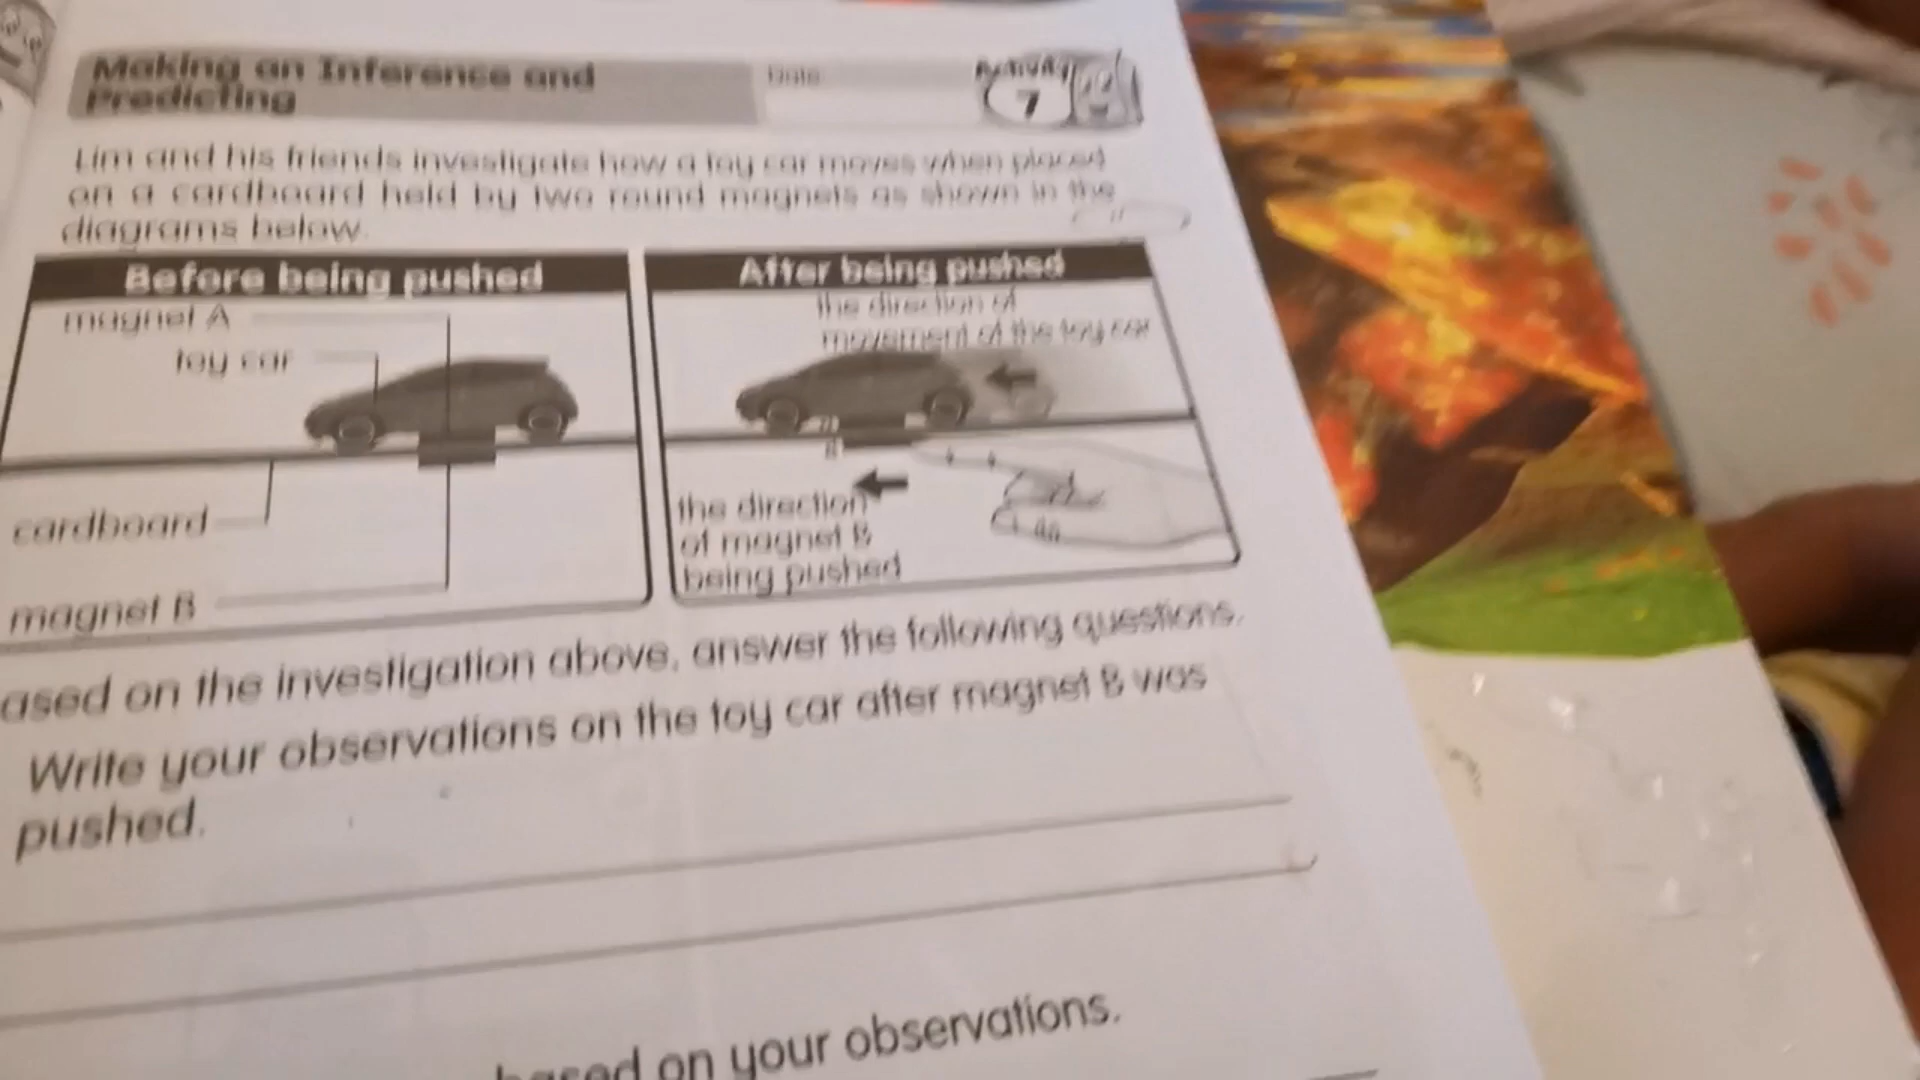 Making an Inference and
Predicting
Date
Activity
7
Lim and his friends investigate how a toy car moves when placed
on a cardboard held by two round magnets as shown in the
diagrams below.
Before being pushed
magnet A
toy car
cardboard
magnet B
After being pushed
the direction of
movement of the toy car
the direction
of magnet B
being pushed
ased on the investigation above, answer the following questions.
Write your observations on the toy car after magnet B was
pushed.
based on your observations.